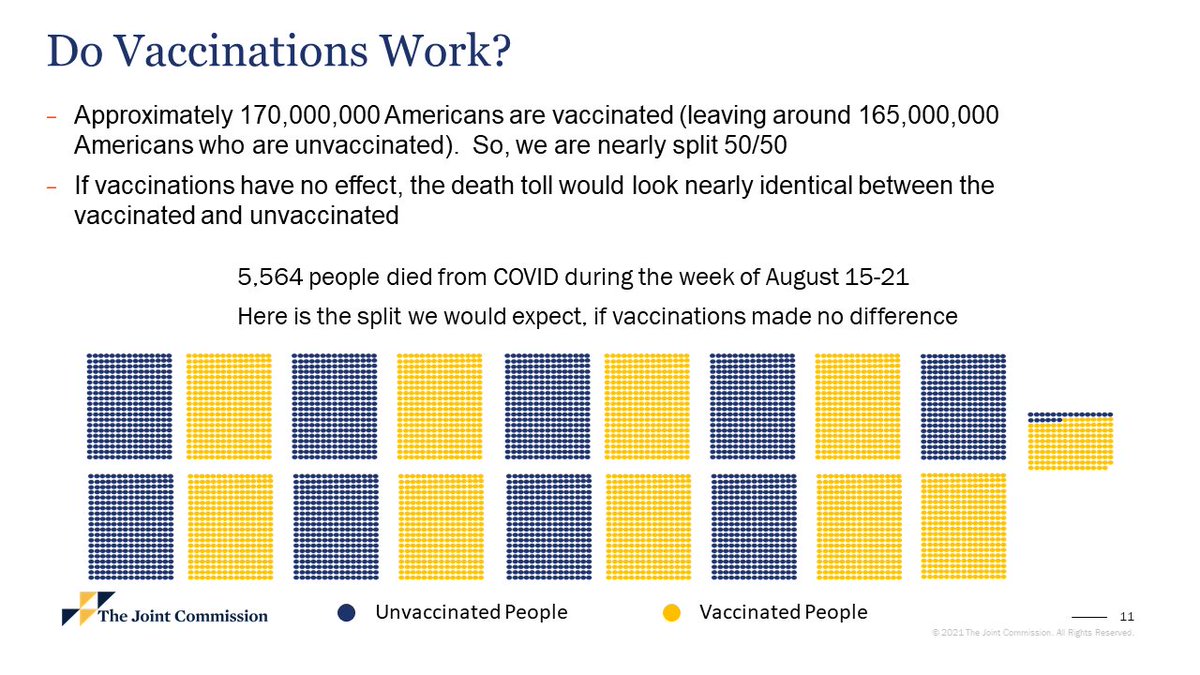 Do Vaccinations Work?
– Approximately 170,000,000 Americans are vaccinated (leaving around 165,000,000
Americans who are unvaccinated).  So, we are nearly split 50/50
– If vaccinations have no effect, the death toll would look nearly identical between the
vaccinated and unvaccinated
5,564 people died from COVID during the week of August 15-21
Here is the split we would expect, if vaccinations made no difference
The Joint Commission
Unvaccinated People
Vaccinated People
11
© 2021 The Joint Commission. All Rights Reserved.